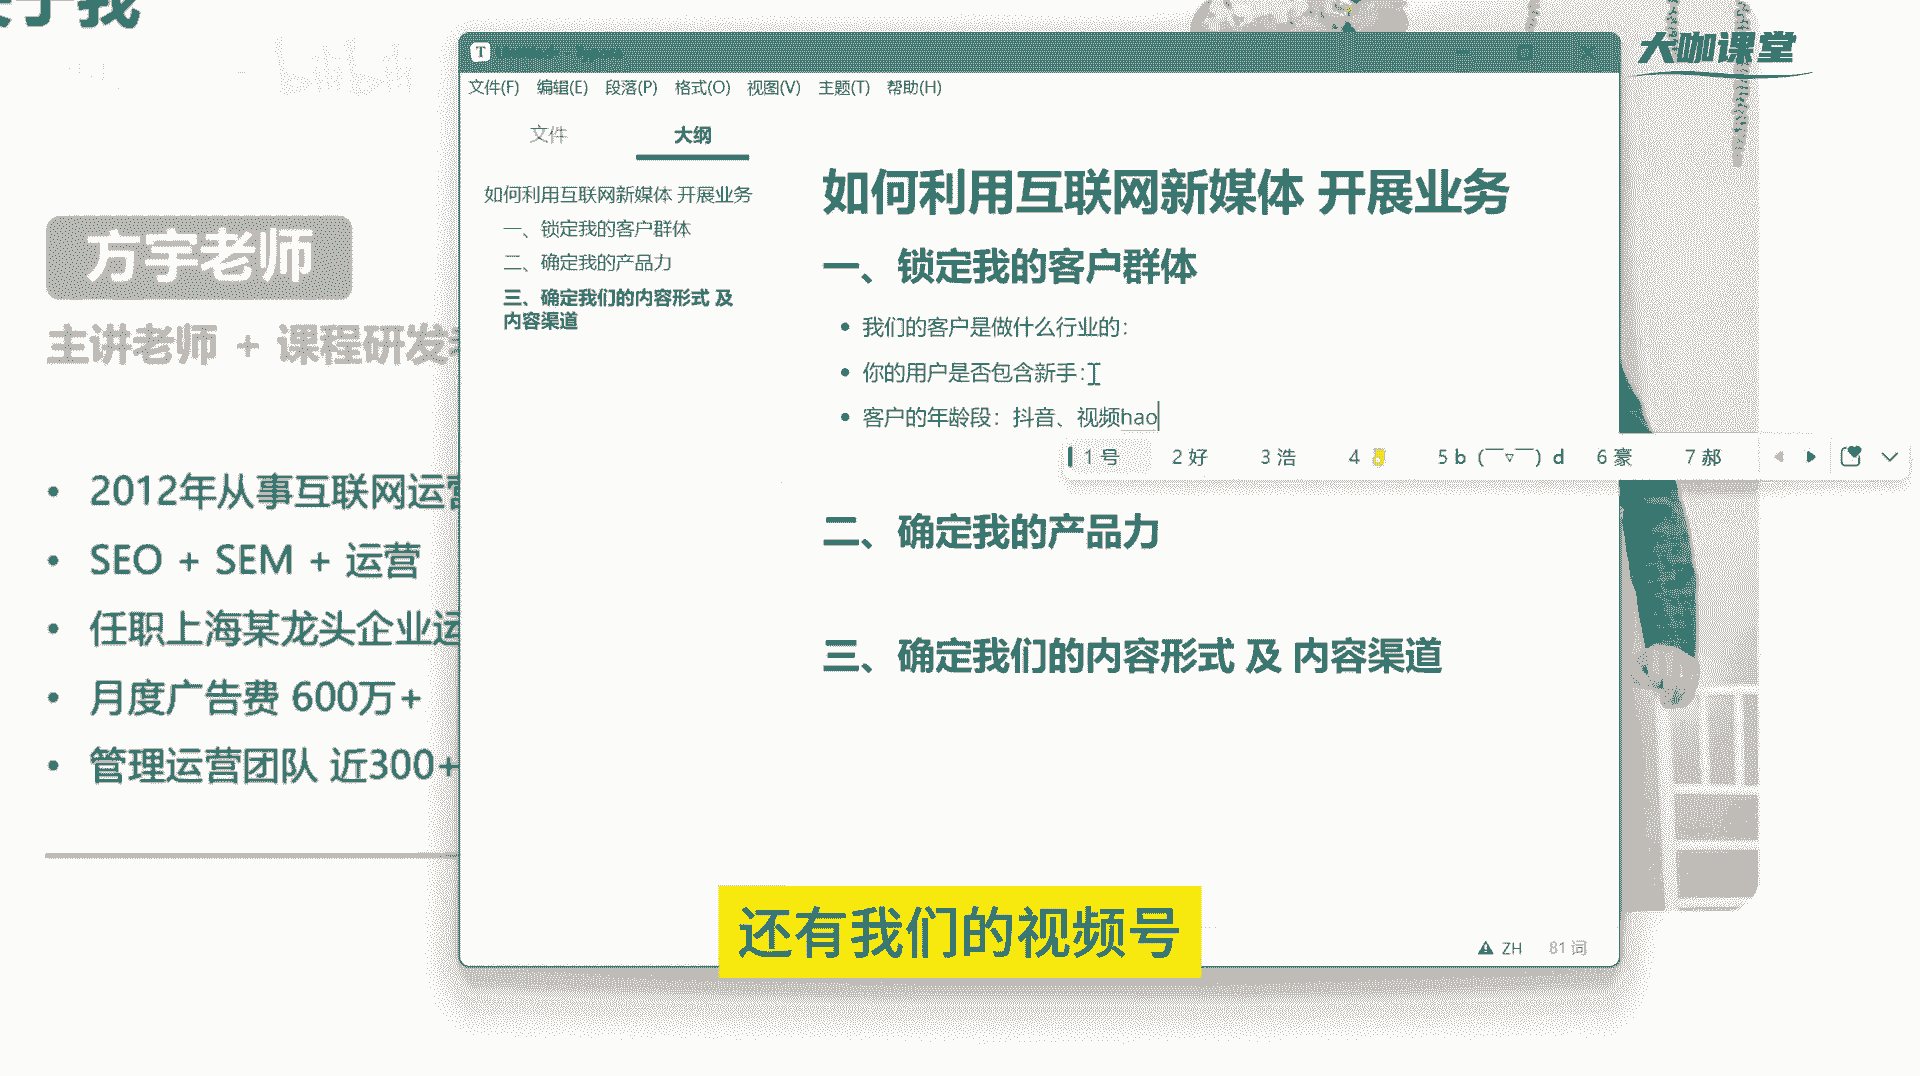 大咖课堂
bilibili
T
文件(F) 编辑(E) 段落(P) 格式(O) 视图(V) 主题(T) 帮助(H)
文件 大纲
如何利用互联网新媒体 开展业务
一、锁定我的客户群体
二、确定我的产品力
三、确定我们的内容形式 及
内容渠道
如何利用互联网新媒体 开展业务
一、锁定我的客户群体
• 我们的客户是做什么行业的：
• 你的用户是否包含新手：
• 客户的年龄段：抖音、视频hao
1 号 2 好 3 浩 4 5 b (￣▽￣) d 6 豪 7 郝
二、确定我的产品力
三、确定我们的内容形式 及 内容渠道
ZH 81 词
方宇老师
主讲老师 + 课程研发
• 2012年从事互联网运营
• SEO + SEM + 运营
• 任职上海某龙头企业运
• 月度广告费 600万+
• 管理运营团队 近300+
还有我们的视频号